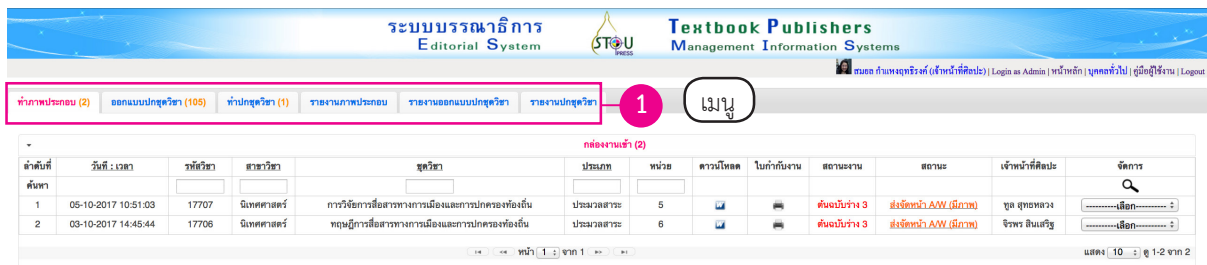 ระบบบรรณาธิการ
Editorial System
STOU
PRESS
Textbook Publishers
Management Information Systems
สมธถ กำแหงฤทธิรงค์ (เจ้าหน้าที่ศิลปะ) | Login as Admin | หน้าหลัก | บุคคลทั่วไป | คู่มือผู้ใช้งาน | Logout
ทำภาพประกอบ (2) ออกแบบปกชุดวิชา (105) ทำปกชุดวิชา (1) รายงานภาพประกอบ รายงานออกแบบปกชุดวิชา รายงานปกชุดวิชา
1 เมนู
กล่องงานเข้า (2)
ลำดับที่ วันที่ : เวลา รหัสวิชา สาขาวิชา ชุดวิชา ประเภท หน่วย ดาวน์โหลด ใบกำกับงาน สถานะงาน สถานะ เจ้าหน้าที่ศิลปะ จัดการ
ค้นหา
1 05-10-2017 10:51:03 17707 นิเทศศาสตร์ การวิจัยการสื่อสารทางการเมืองและการปกครองท้องถิ่น ประมวลสาระ 5 ต้นฉบับร่าง 3 ส่งจัดหน้า A/W (มีภาพ) ทูล สุทธหลวง ----------เลือก----------
2 03-10-2017 14:45:44 17706 นิเทศศาสตร์ ทฤษฎีการสื่อสารทางการเมืองและการปกครองท้องถิ่น ประมวลสาระ 6 ต้นฉบับร่าง 3 ส่งจัดหน้า A/W (มีภาพ) จิรพร สินเสริฐ ----------เลือก----------
หน้า 1 จาก 1 แสดง 10 ดู 1-2 จาก 2